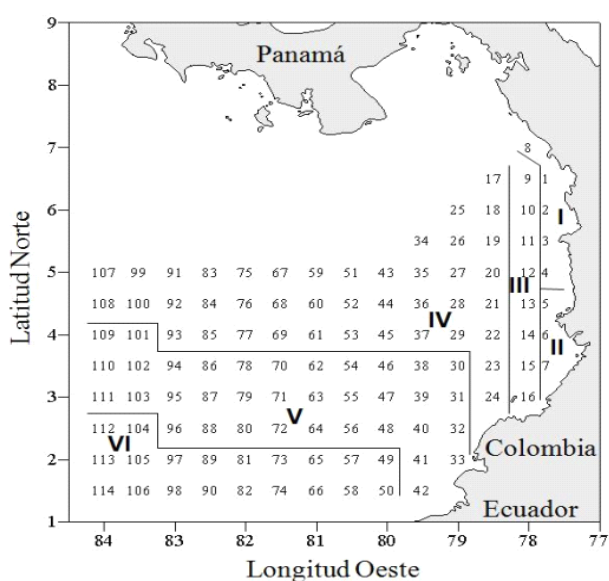 9
Panamá
8
7
8
17 9 1
6 25 18 10 2 I
34 26 19 11 3
5 107 99 91 83 75 67 59 51 43 35 27 20 12 4
III
108 100 92 84 76 68 60 52 44 36 28 21 13 5
IV
4 109 101 93 85 77 69 61 53 45 37 29 22 14 6
II
110 102 94 86 78 70 62 54 46 38 30 23 15 7
3 111 103 95 87 79 71 63 55 47 39 31 24 16
V
112 104 96 88 80 72 64 56 48 40 32
VI
Colombia
2 113 105 97 89 81 73 65 57 49 41 33
114 106 98 90 82 74 66 58 50 42
Ecuador
1
84 83 82 81 80 79 78 77
Latitud Norte
Longitud Oeste